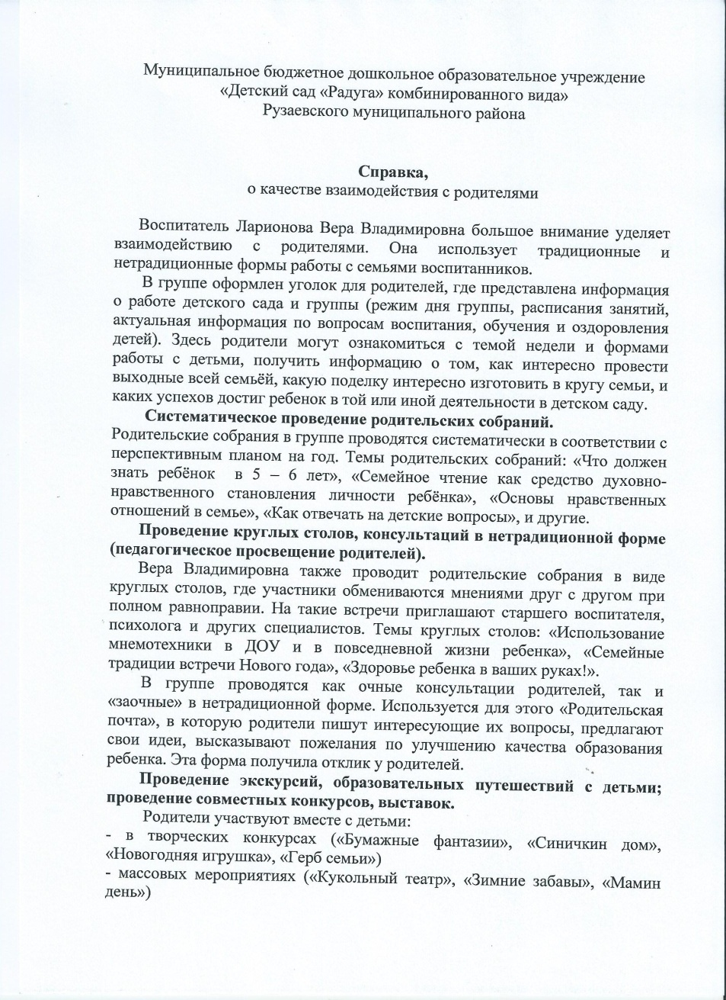 Муниципальное бюджетное дошкольное образовательное учреждение
«Детский сад «Радуга» комбинированного вида»
Рузаевского муниципального района
Справка,
о качестве взаимодействия с родителями
Воспитатель Ларионова Вера Владимировна большое внимание уделяет
взаимодействию с родителями. Она использует традиционные и
нетрадиционные формы работы с семьями воспитанников.
В группе оформлен уголок для родителей, где представлена информация
о работе детского сада и группы (режим дня группы, расписания занятий,
актуальная информация по вопросам воспитания, обучения и оздоровления
детей). Здесь родители могут ознакомиться с темой недели и формами
работы с детьми, получить информацию о том, как интересно провести
выходные всей семьёй, какую поделку интересно изготовить в кругу семьи, и
каких успехов достиг ребенок в той или иной деятельности в детском саду.
Систематическое проведение родительских собраний.
Родительские собрания в группе проводятся систематически в соответствии с
перспективным планом на год. Темы родительских собраний: «Что должен
знать ребёнок в 5 – 6 лет», «Семейное чтение как средство духовно-
нравственного становления личности ребёнка», «Основы нравственных
отношений в семье», «Как отвечать на детские вопросы», и другие.
Проведение круглых столов, консультаций в нетрадиционной форме
(педагогическое просвещение родителей).
Вера Владимировна также проводит родительские собрания в виде
круглых столов, где участники обмениваются мнениями друг с другом при
полном равноправии. На такие встречи приглашают старшего воспитателя,
психолога и других специалистов. Темы круглых столов: «Использование
мнемотехники в ДОУ и в повседневной жизни ребенка», «Семейные
традиции встречи Нового года», «Здоровье ребенка в ваших руках!».
В группе проводятся как очные консультации родителей, так и
«заочные» в нетрадиционной форме. Используется для этого «Родительская
почта», в которую родители пишут интересующие их вопросы, предлагают
свои идеи, высказывают пожелания по улучшению качества образования
ребенка. Эта форма получила отклик у родителей.
Проведение экскурсий, образовательных путешествий с детьми;
проведение совместных конкурсов, выставок.
Родители участвуют вместе с детьми:
- в творческих конкурсах («Бумажные фантазии», «Синичкин дом»,
«Новогодняя игрушка», «Герб семьи»)
- массовых мероприятиях («Кукольный театр», «Зимние забавы», «Мамин
день»)